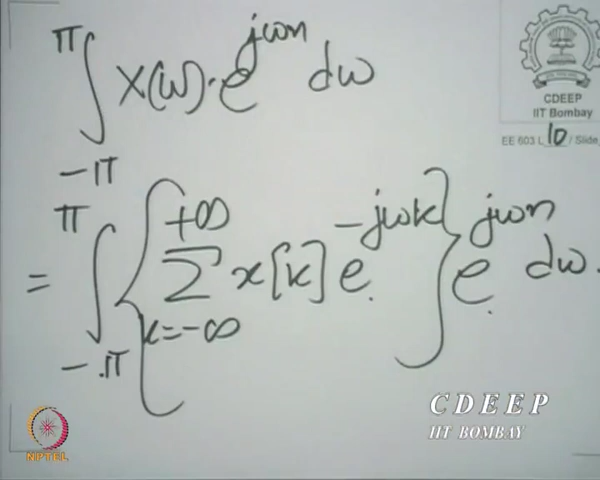 π
∫ X(ω)·e^{jωn} dω
-π
= ∫_{-π}^{π} { Σ_{k=-∞}^{+∞} x[k] e^{-jωk} } e^{jωn} dω.
CDEEP
IIT Bombay
EE 603 L 10 / Slide
CDEEP
IIT BOMBAY
NPTEL